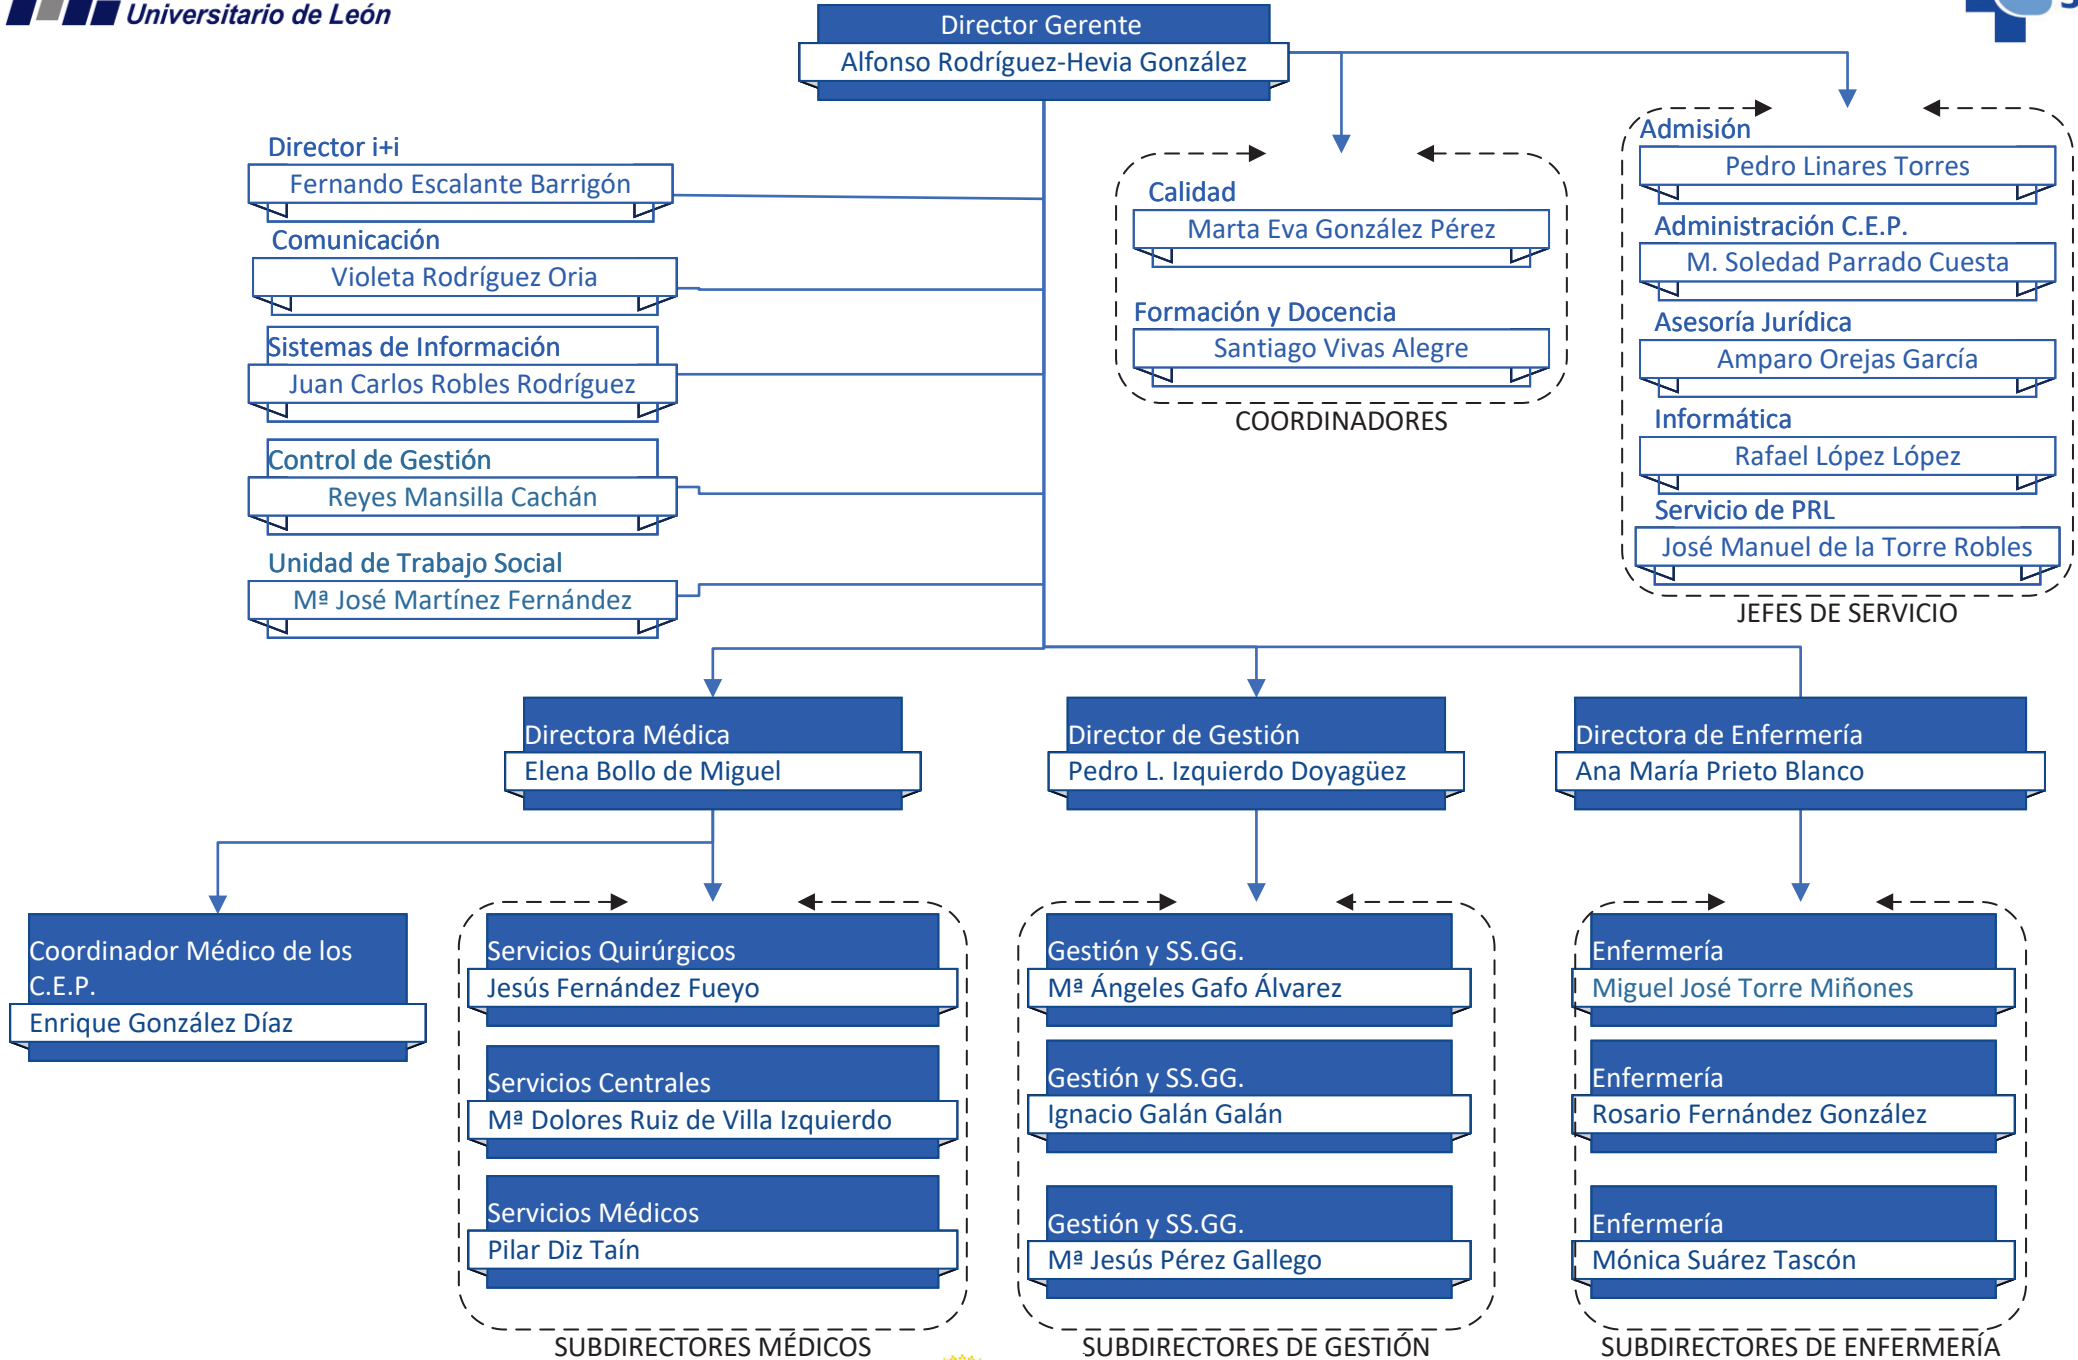 Universitario de León
Director Gerente
Alfonso Rodríguez-Hevia González
Director i+i
Fernando Escalante Barrigón
Comunicación
Violeta Rodríguez Oria
Sistemas de Información
Juan Carlos Robles Rodríguez
Control de Gestión
Reyes Mansilla Cachán
Unidad de Trabajo Social
Mª José Martínez Fernández
Calidad
Marta Eva González Pérez
Formación y Docencia
Santiago Vivas Alegre
COORDINADORES
Admisión
Pedro Linares Torres
Administración C.E.P.
M. Soledad Parrado Cuesta
Asesoría Jurídica
Amparo Orejas García
Informática
Rafael López López
Servicio de PRL
José Manuel de la Torre Robles
JEFES DE SERVICIO
Directora Médica
Elena Bollo de Miguel
Director de Gestión
Pedro L. Izquierdo Doyagüez
Directora de Enfermería
Ana María Prieto Blanco
Coordinador Médico de los
C.E.P.
Enrique González Díaz
Servicios Quirúrgicos
Jesús Fernández Fueyo
Servicios Centrales
Mª Dolores Ruiz de Villa Izquierdo
Servicios Médicos
Pilar Diz Taín
SUBDIRECTORES MÉDICOS
Gestión y SS.GG.
Mª Ángeles Gafo Álvarez
Gestión y SS.GG.
Ignacio Galán Galán
Gestión y SS.GG.
Mª Jesús Pérez Gallego
SUBDIRECTORES DE GESTIÓN
Enfermería
Miguel José Torre Miñones
Enfermería
Rosario Fernández González
Enfermería
Mónica Suárez Tascón
SUBDIRECTORES DE ENFERMERÍA